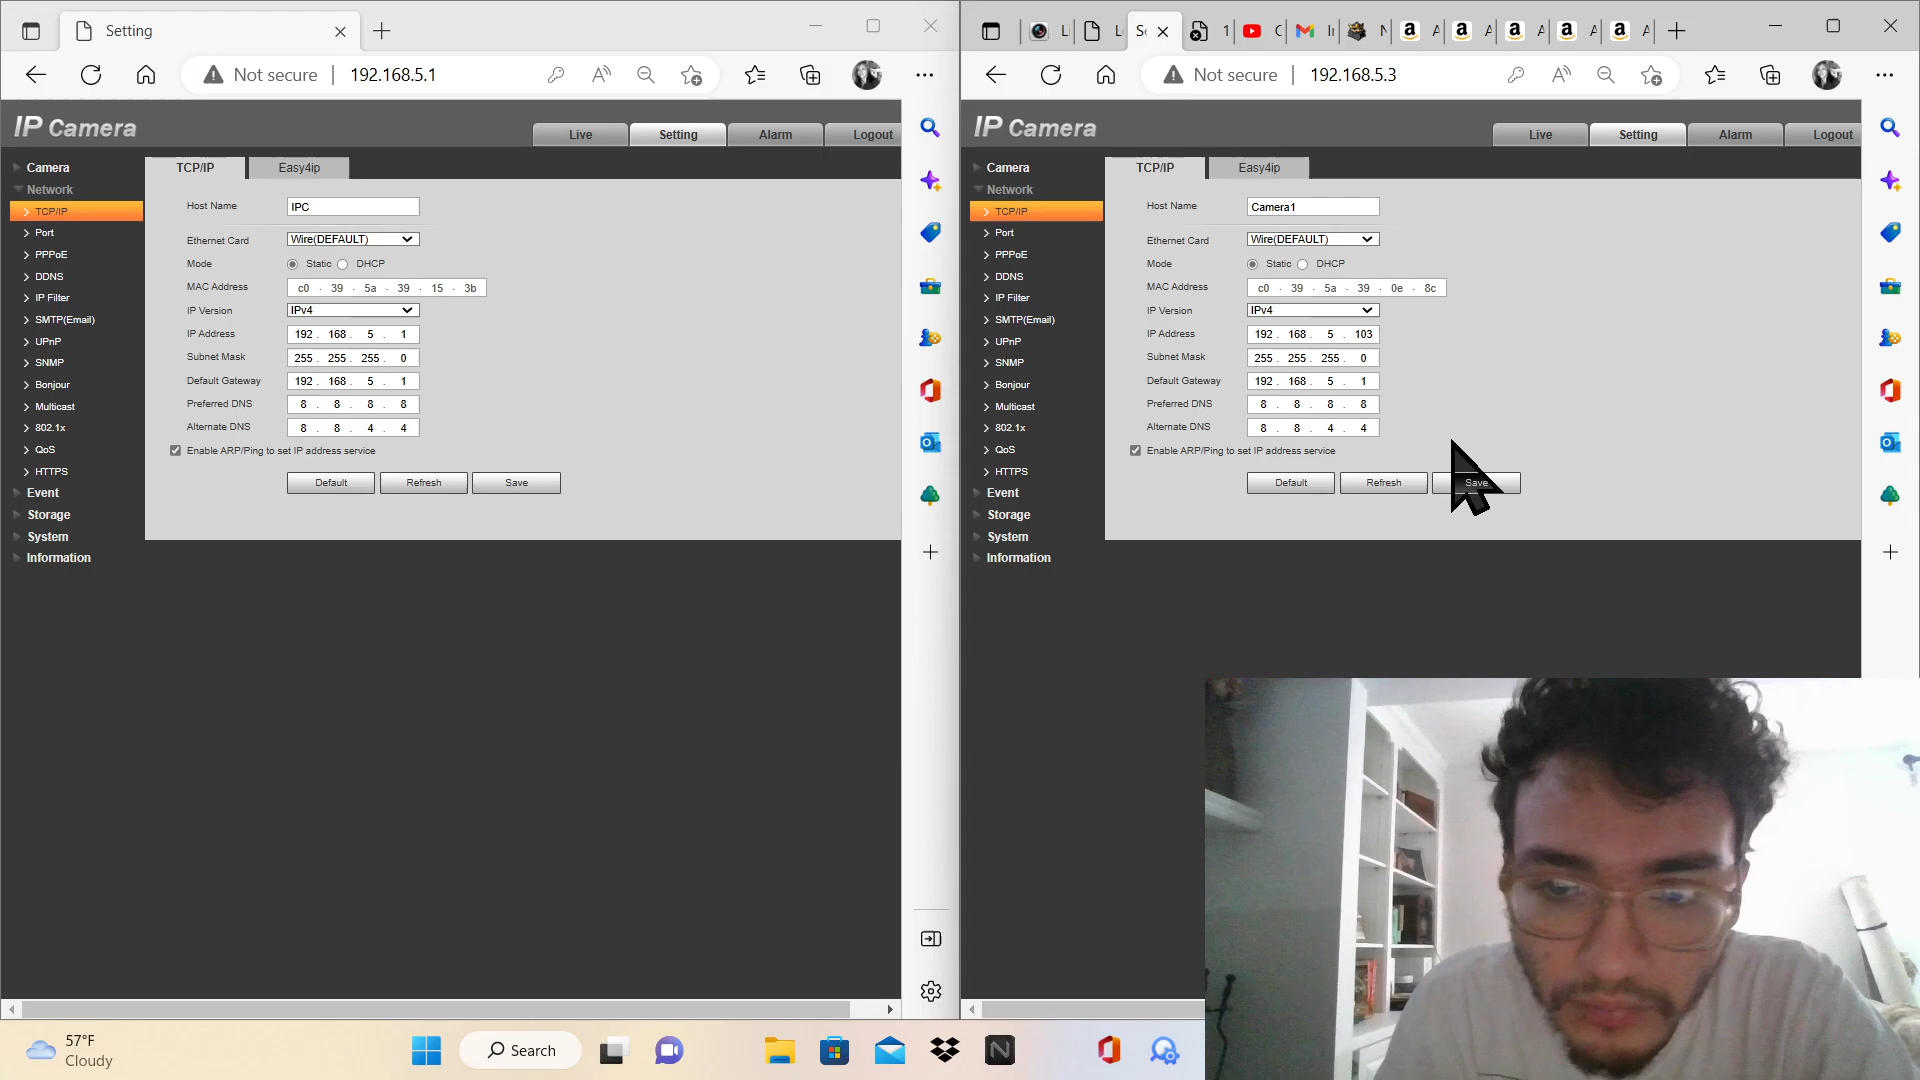 Setting
Not secure
192.168.5.1
IP Camera
Live
Setting
Alarm
Logout
Camera
Network
TCP/IP
Port
PPPoE
DDNS
IP Filter
SMTP(Email)
UPnP
SNMP
Bonjour
Multicast
802.1x
QoS
HTTPS
Event
Storage
System
Information
TCP/IP
Easy4ip
Host Name IPC
Ethernet Card Wire(DEFAULT)
Mode Static DHCP
MAC Address c0 . 39 . 5a . 39 . 15 . 3b
IP Version IPv4
IP Address 192 . 168 . 5 . 1
Subnet Mask 255 . 255 . 255 . 0
Default Gateway 192 . 168 . 5 . 1
Preferred DNS 8 . 8 . 8 . 8
Alternate DNS 8 . 8 . 4 . 4
Enable ARP/Ping to set IP address service
Default Refresh Save
Not secure
192.168.5.3
IP Camera
Live
Setting
Alarm
Logout
Camera
Network
TCP/IP
Port
PPPoE
DDNS
IP Filter
SMTP(Email)
UPnP
SNMP
Bonjour
Multicast
802.1x
QoS
HTTPS
Event
Storage
System
Information
TCP/IP
Easy4ip
Host Name Camera1
Ethernet Card Wire(DEFAULT)
Mode Static DHCP
MAC Address c0 . 39 . 5a . 39 . 0e . 8c
IP Version IPv4
IP Address 192 . 168 . 5 . 103
Subnet Mask 255 . 255 . 255 . 0
Default Gateway 192 . 168 . 5 . 1
Preferred DNS 8 . 8 . 8 . 8
Alternate DNS 8 . 8 . 4 . 4
Enable ARP/Ping to set IP address service
Default Refresh Save
57°F
Cloudy
Search